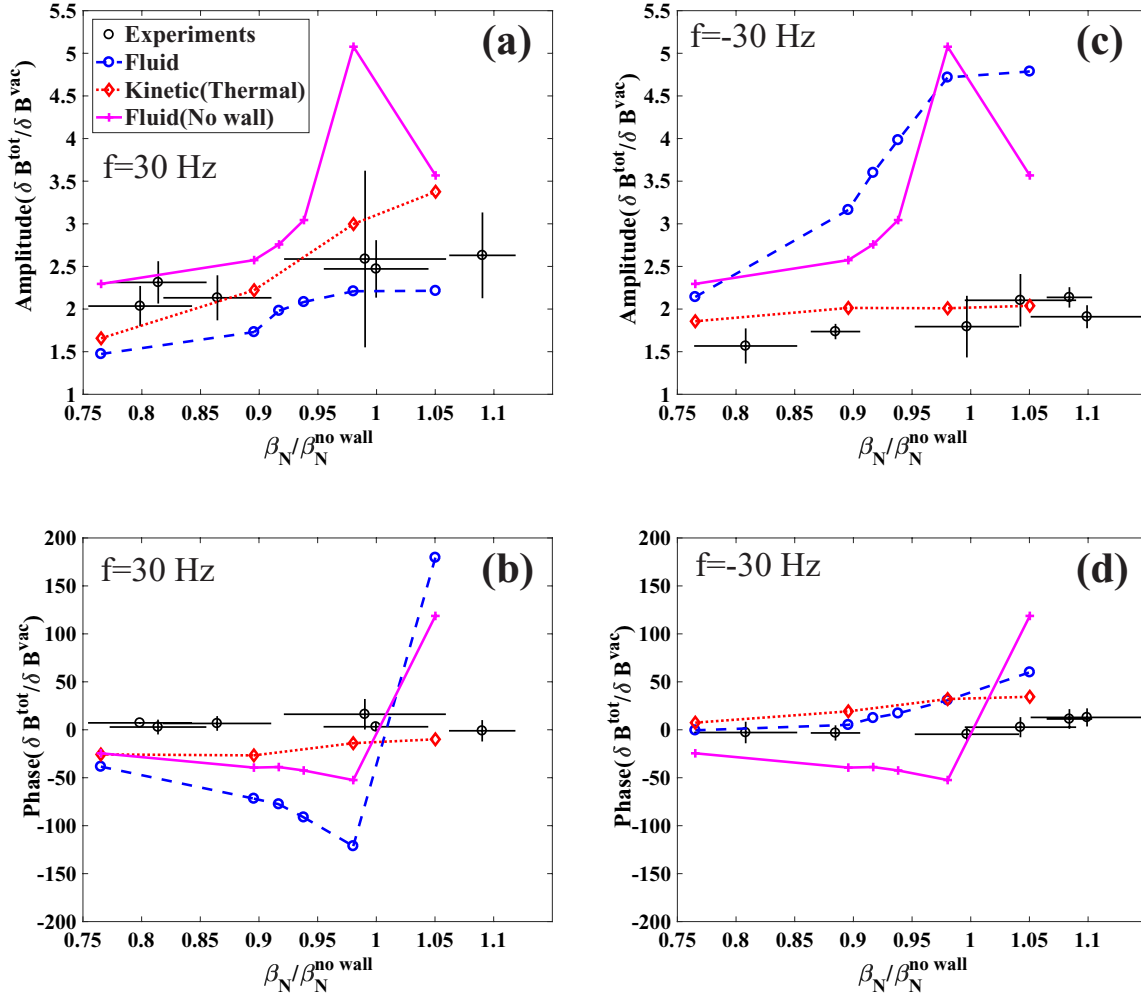 5.5
5
4.5
4
3.5
3
2.5
2
1.5
1
Amplitude(δ B^tot/δ B^vac)
Experiments
Fluid
Kinetic(Thermal)
Fluid(No wall)
(a)
f=30 Hz
0.75 0.8 0.85 0.9 0.95 1 1.05 1.1
β_N/β_N^no wall
5.5
5
4.5
4
3.5
3
2.5
2
1.5
1
Amplitude(δ B^tot/δ B^vac)
f=-30 Hz
(c)
0.75 0.8 0.85 0.9 0.95 1 1.05 1.1
β_N/β_N^no wall
200
150
100
50
0
-50
-100
-150
-200
Phase(δ B^tot/δ B^vac)
f=30 Hz
(b)
0.75 0.8 0.85 0.9 0.95 1 1.05 1.1
β_N/β_N^no wall
200
150
100
50
0
-50
-100
-150
-200
Phase(δ B^tot/δ B^vac)
f=-30 Hz
(d)
0.75 0.8 0.85 0.9 0.95 1 1.05 1.1
β_N/β_N^no wall